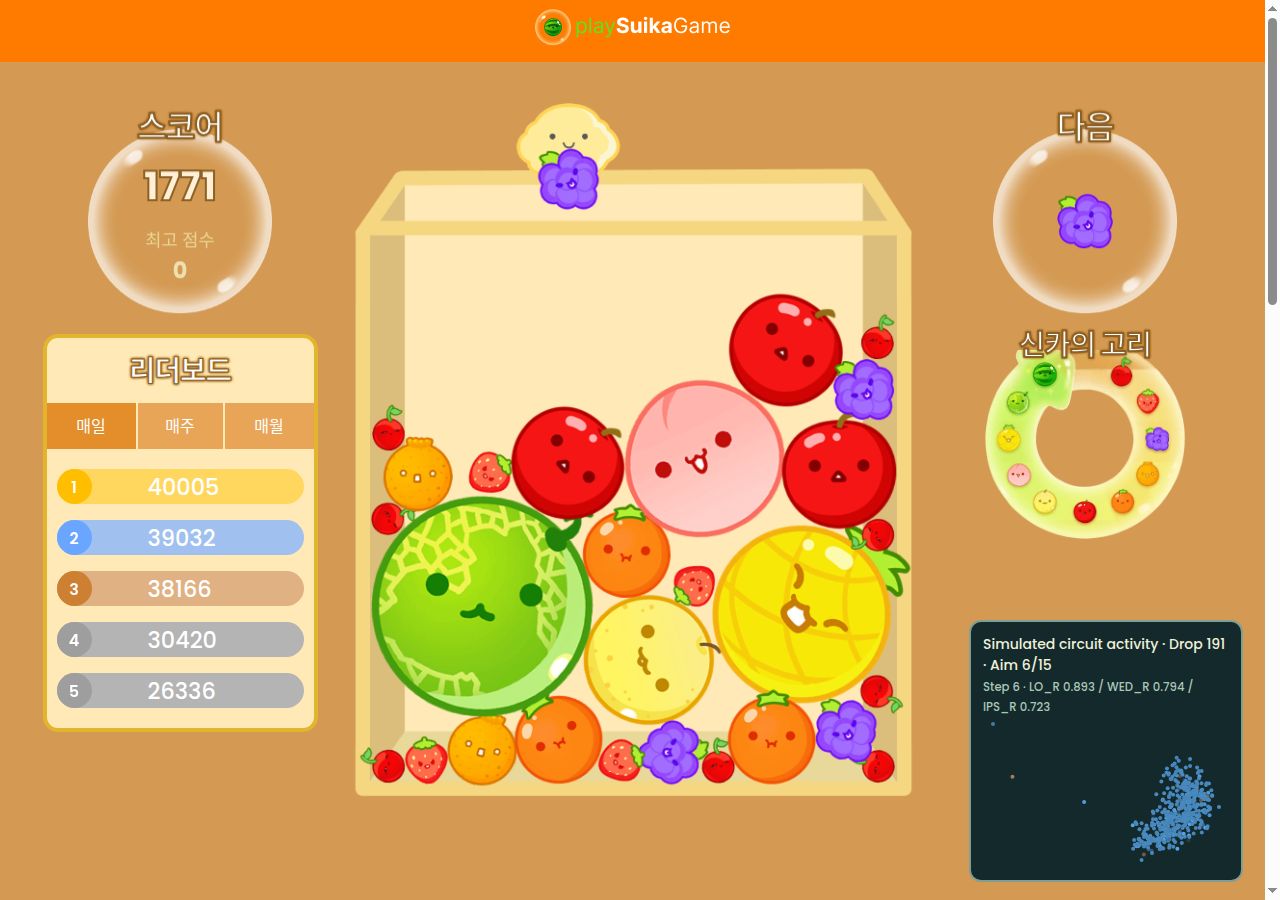 playSuikaGame
스코어
1771
최고 점수
0
리더보드
매일 매주 매월
1 40005
2 39032
3 38166
4 30420
5 26336
다음
신카의 고리
Simulated circuit activity · Drop 191
· Aim 6/15
Step 6 · LO_R 0.893 / WED_R 0.794 /
IPS_R 0.723